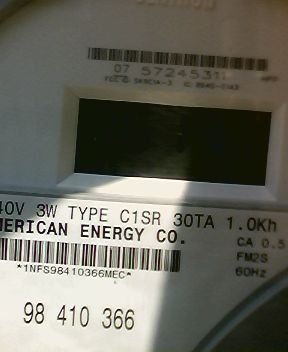 07 5724531
40V 3W TYPE C1SR 30TA 1.0Kh
MERICAN ENERGY CO.
CA 0.5
FM2S
60Hz
*1NFS98410366MEC*
98 410 366